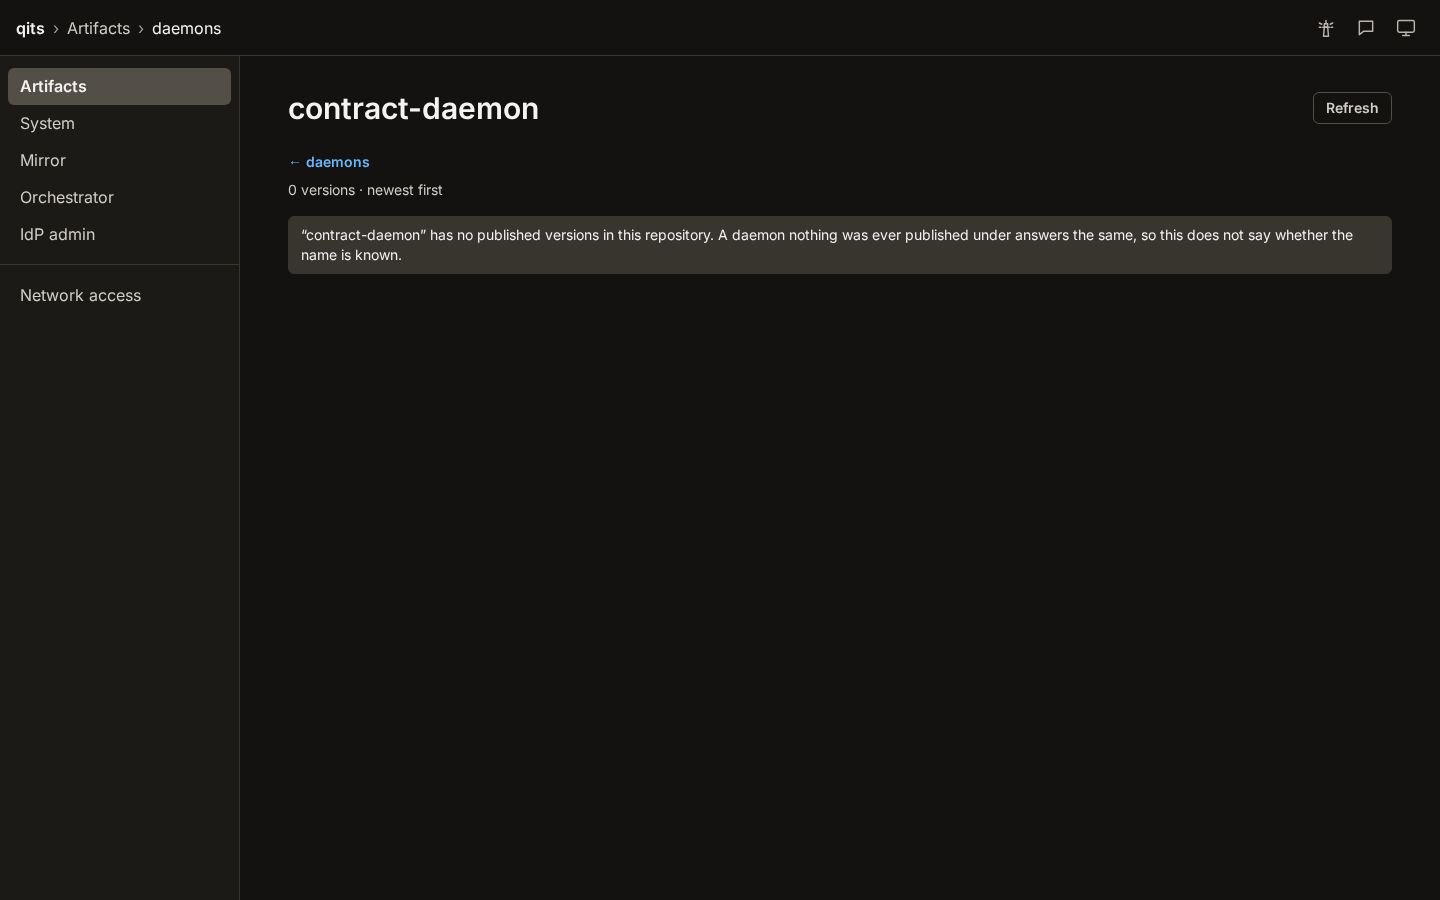 qits › Artifacts › daemons
Artifacts
System
Mirror
Orchestrator
IdP admin
Network access
contract-daemon
Refresh
← daemons
0 versions · newest first
“contract-daemon” has no published versions in this repository. A daemon nothing was ever published under answers the same, so this does not say whether the
name is known.